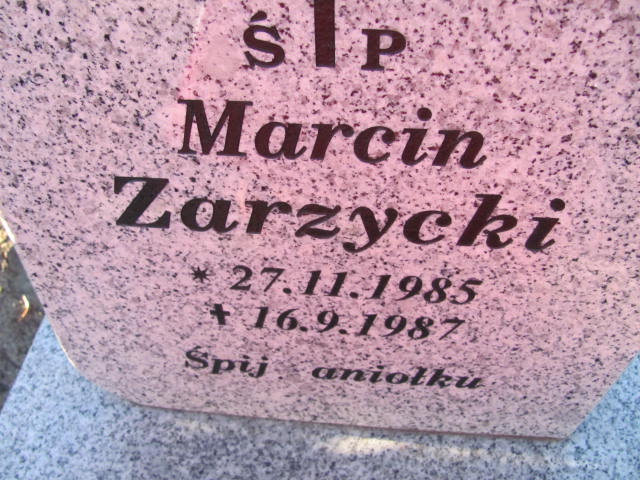 Ś P
Marcin
Zarzycki
* 27.11.1985
✝ 16.9.1987
Śpij aniołku